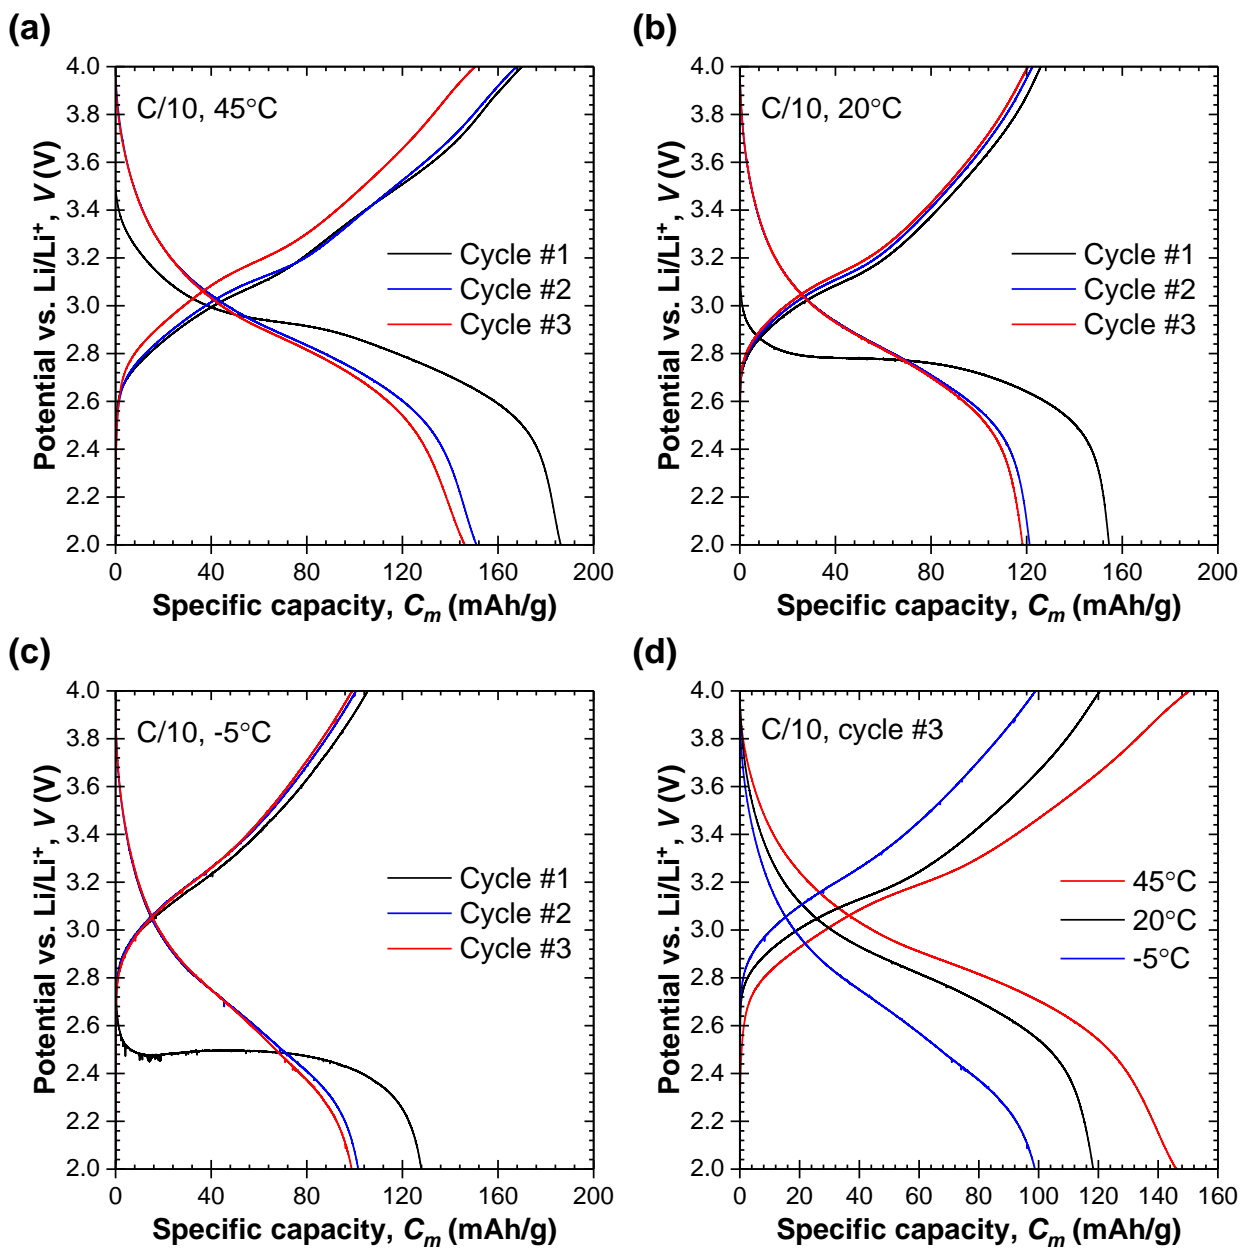 (a)
C/10, 45°C
Cycle #1
Cycle #2
Cycle #3
4.0
3.8
3.6
3.4
3.2
3.0
2.8
2.6
2.4
2.2
2.0
0 40 80 120 160 200
Potential vs. Li/Li⁺, V (V)
Specific capacity, Cₘ (mAh/g)
(b)
C/10, 20°C
Cycle #1
Cycle #2
Cycle #3
4.0
3.8
3.6
3.4
3.2
3.0
2.8
2.6
2.4
2.2
2.0
0 40 80 120 160 200
Potential vs. Li/Li⁺, V (V)
Specific capacity, Cₘ (mAh/g)
(c)
C/10, -5°C
Cycle #1
Cycle #2
Cycle #3
4.0
3.8
3.6
3.4
3.2
3.0
2.8
2.6
2.4
2.2
2.0
0 40 80 120 160 200
Potential vs. Li/Li⁺, V (V)
Specific capacity, Cₘ (mAh/g)
(d)
C/10, cycle #3
45°C
20°C
-5°C
4.0
3.8
3.6
3.4
3.2
3.0
2.8
2.6
2.4
2.2
2.0
0 20 40 60 80 100 120 140 160
Potential vs. Li/Li⁺, V (V)
Specific capacity, Cₘ (mAh/g)